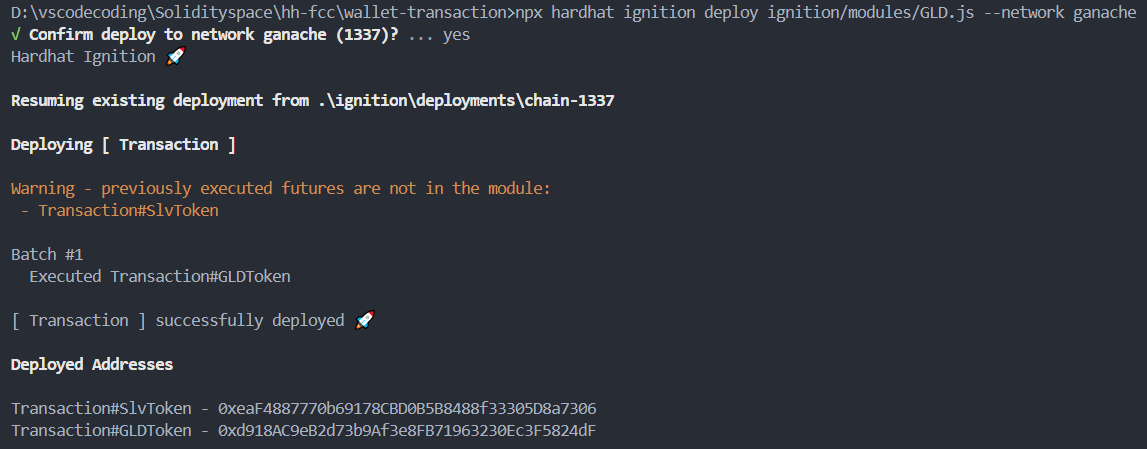 D:\vscodecoding\Solidityspace\hh-fcc\wallet-transaction>npx hardhat ignition deploy ignition/modules/GLD.js --network ganache
√ Confirm deploy to network ganache (1337)? ... yes
Hardhat Ignition 🚀
Resuming existing deployment from .\ignition\deployments\chain-1337
Deploying [ Transaction ]
Warning - previously executed futures are not in the module:
- Transaction#SlvToken
Batch #1
Executed Transaction#GLDToken
[ Transaction ] successfully deployed 🚀
Deployed Addresses
Transaction#SlvToken - 0xeaF4887770b69178CBD0B5B8488f33305D8a7306
Transaction#GLDToken - 0xd918AC9eB2d73b9Af3e8FB71963230Ec3F5824dF